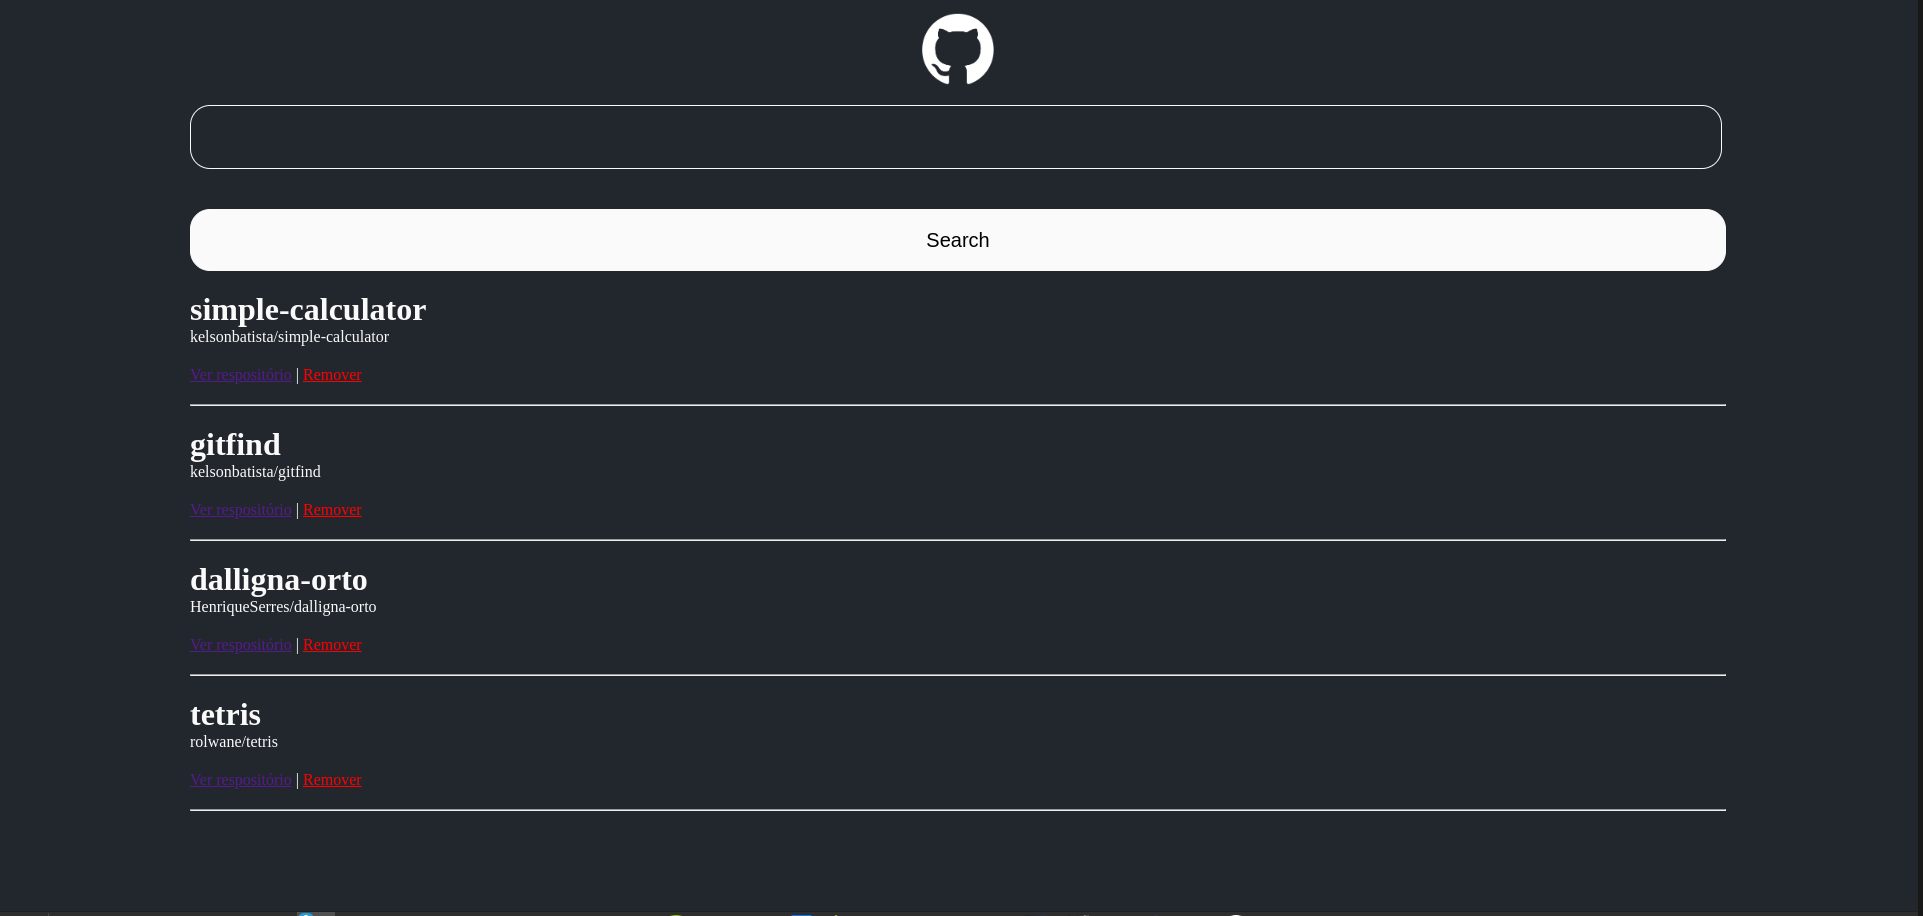 Search
simple-calculator
kelsonbatista/simple-calculator
Ver respositório | Remover
gitfind
kelsonbatista/gitfind
Ver respositório | Remover
dalligna-orto
HenriqueSerres/dalligna-orto
Ver respositório | Remover
tetris
rolwane/tetris
Ver respositório | Remover